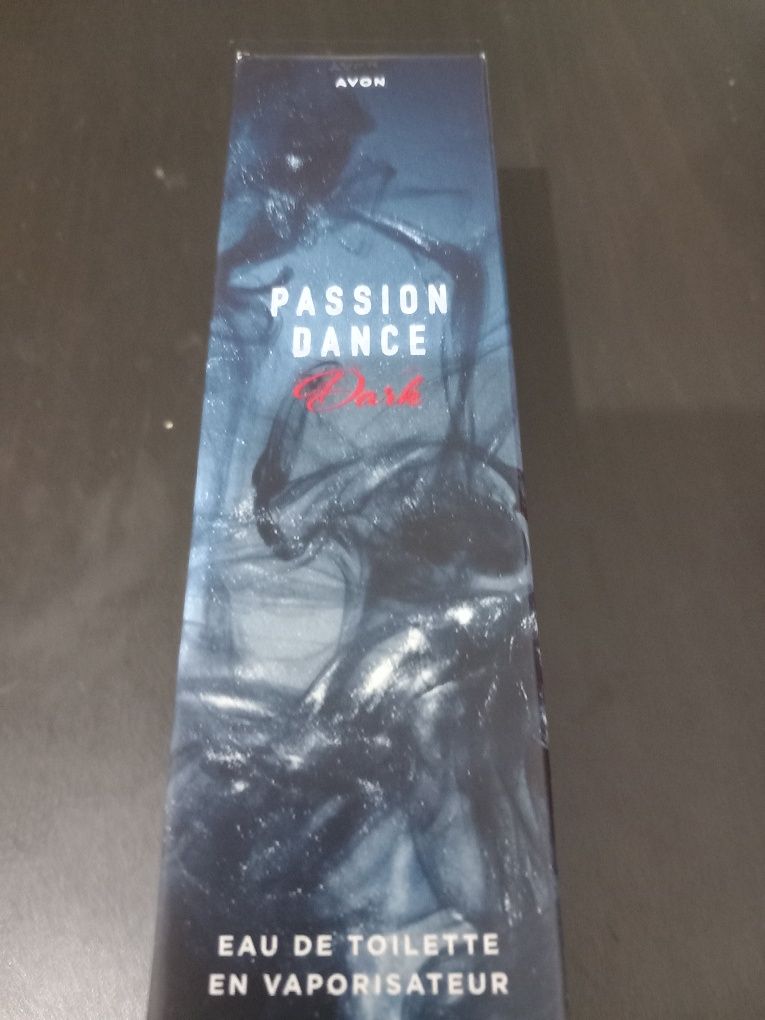 AVON
PASSION
DANCE
Dark
EAU DE TOILETTE
EN VAPORISATEUR